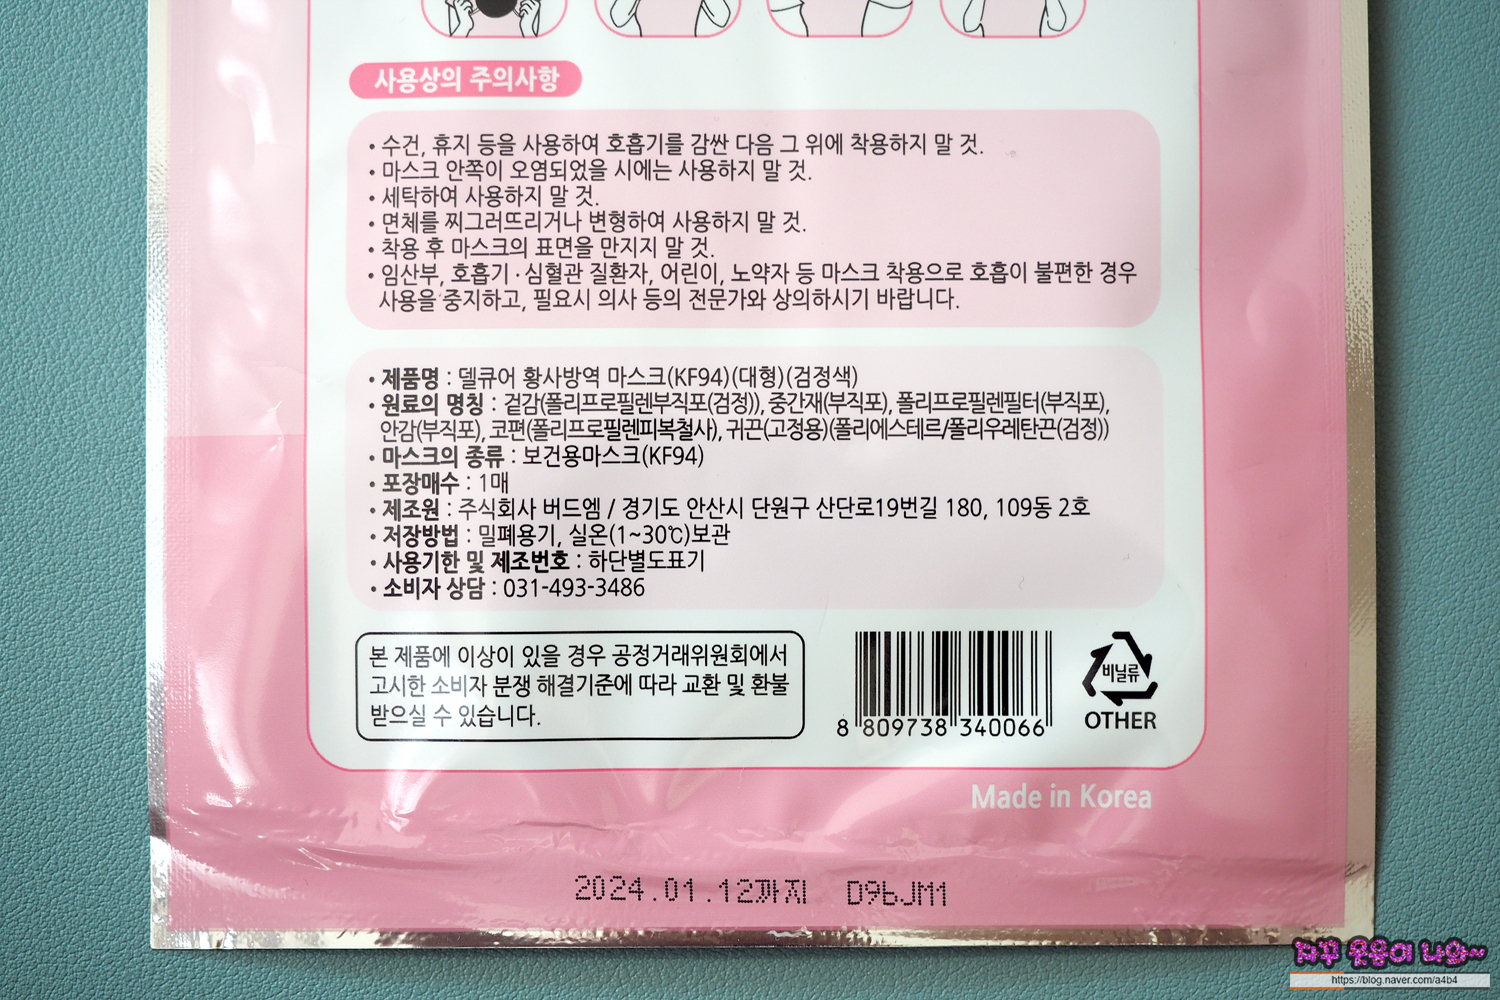 사용상의 주의사항
• 수건, 휴지 등을 사용하여 호흡기를 감싼 다음 그 위에 착용하지 말 것.
• 마스크 안쪽이 오염되었을 시에는 사용하지 말 것.
• 세탁하여 사용하지 말 것.
• 면체를 찌그러뜨리거나 변형하여 사용하지 말 것.
• 착용 후 마스크의 표면을 만지지 말 것.
• 임산부, 호흡기·심혈관 질환자, 어린이, 노약자 등 마스크 착용으로 호흡이 불편한 경우
사용을 중지하고, 필요시 의사 등의 전문가와 상의하시기 바랍니다.
• 제품명 : 델큐어 황사방역 마스크(KF94)(대형)(검정색)
• 원료의 명칭 : 겉감(폴리프로필렌부직포(검정)), 중간재(부직포), 폴리프로필렌필터(부직포),
안감(부직포), 코편(폴리프로필렌피복철사), 귀끈(고정용)(폴리에스테르/폴리우레탄끈(검정))
• 마스크의 종류 : 보건용마스크(KF94)
• 포장매수 : 1매
• 제조원 : 주식회사 버드엠 / 경기도 안산시 단원구 산단로19번길 180, 109동 2호
• 저장방법 : 밀폐용기, 실온(1~30℃)보관
• 사용기한 및 제조번호 : 하단별도표기
• 소비자 상담 : 031-493-3486
본 제품에 이상이 있을 경우 공정거래위원회에서
고시한 소비자 분쟁 해결기준에 따라 교환 및 환불
받으실 수 있습니다.
8 809738 340066
비닐류
OTHER
Made in Korea
2024.01.12까지 D9bJM1
자꾸 웃음이 나와~
https://blog.naver.com/a4b4